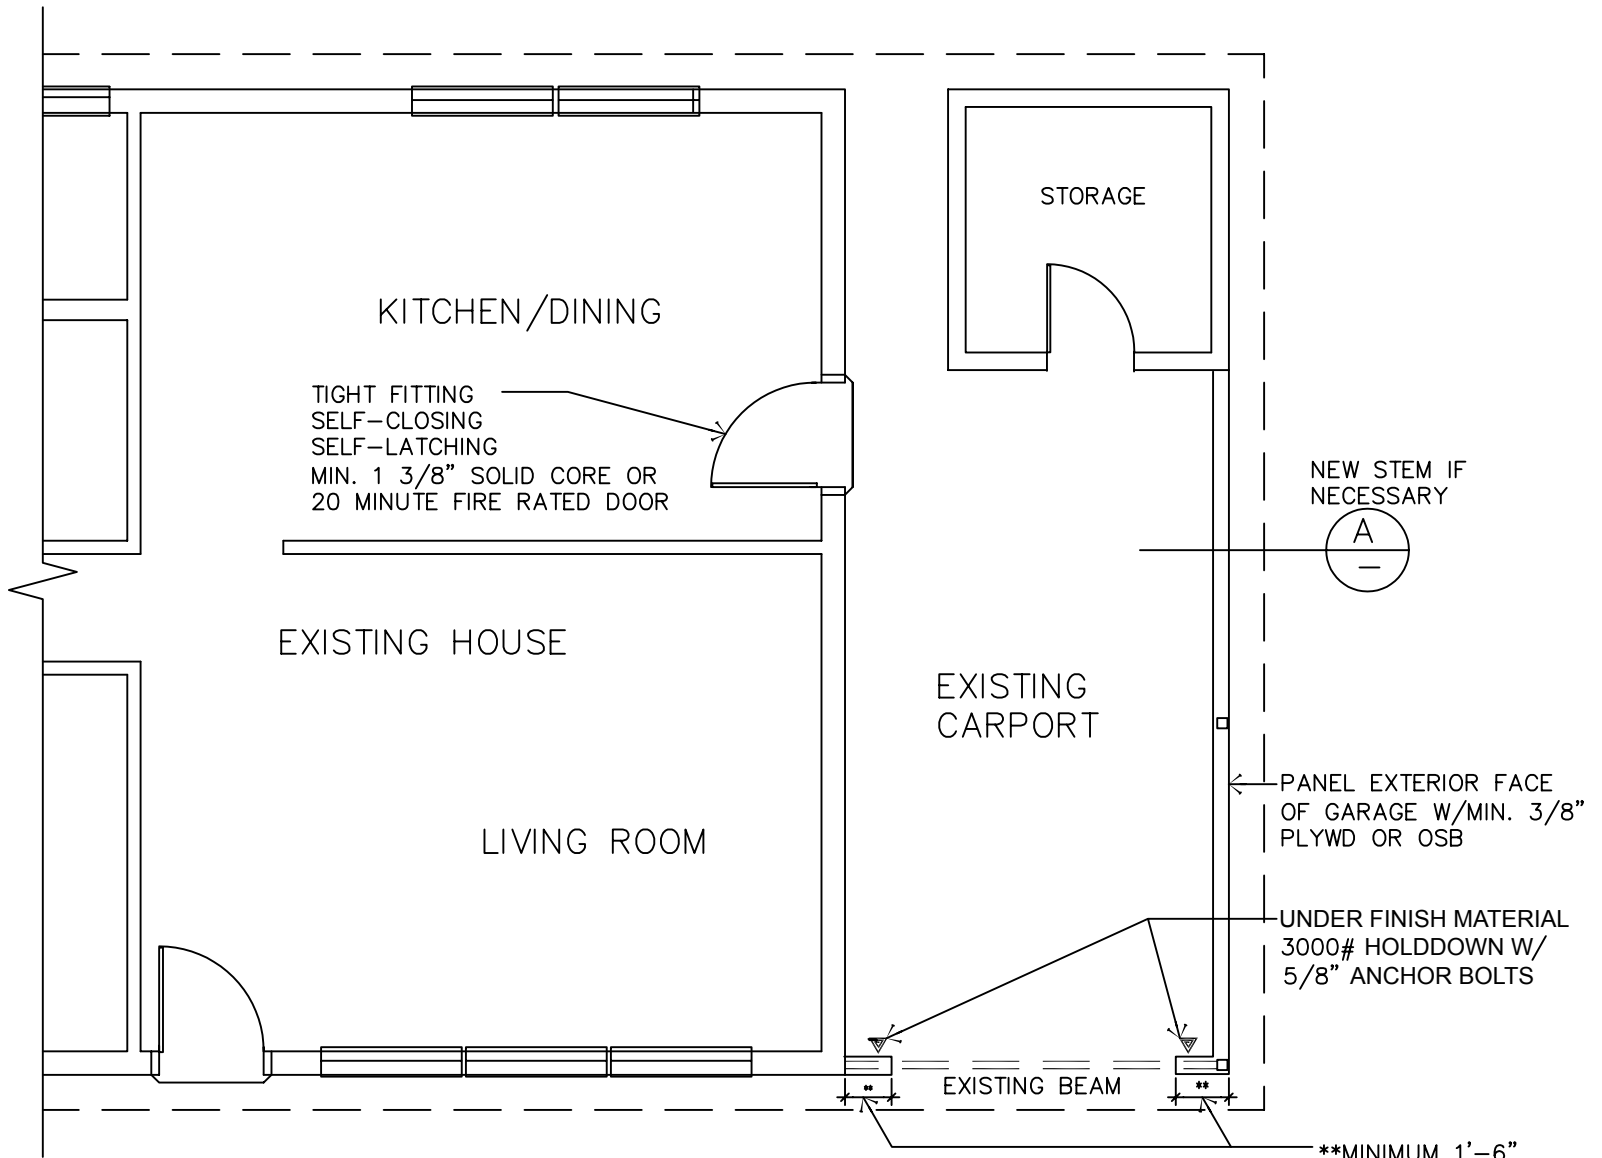 STORAGE
KITCHEN/DINING
TIGHT FITTING
SELF-CLOSING
SELF-LATCHING
MIN. 1 3/8” SOLID CORE OR
20 MINUTE FIRE RATED DOOR
NEW STEM IF
NECESSARY
A
–
EXISTING HOUSE
EXISTING
CARPORT
PANEL EXTERIOR FACE
OF GARAGE W/MIN. 3/8”
PLYWD OR OSB
LIVING ROOM
UNDER FINISH MATERIAL
3000# HOLDDOWN W/
5/8” ANCHOR BOLTS
** EXISTING BEAM **
**MINIMUM 1’-6”